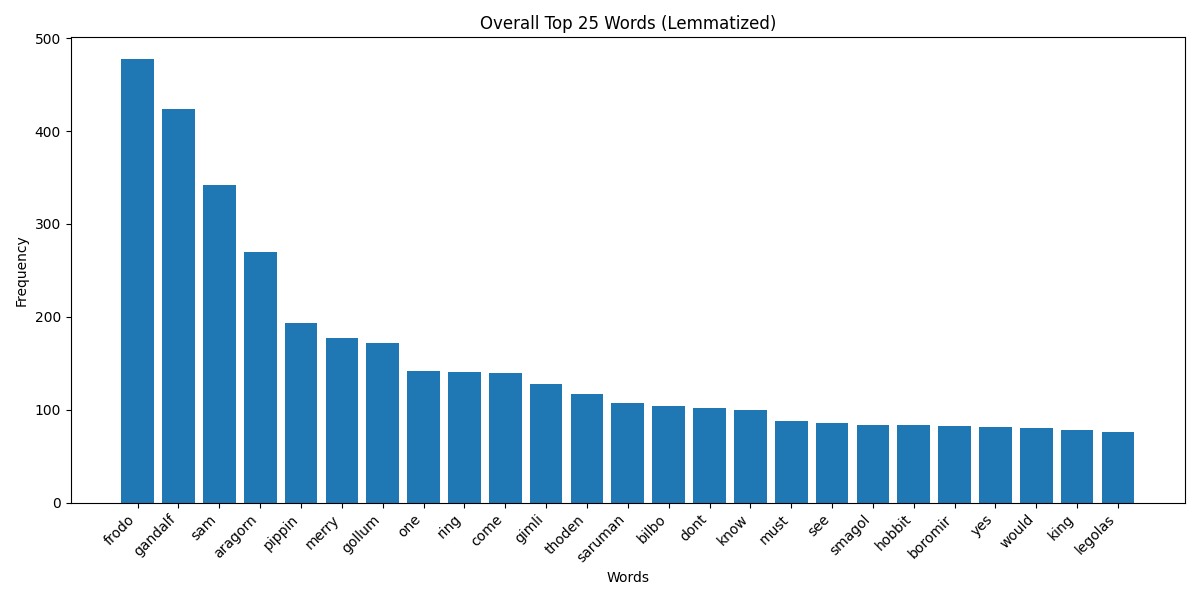 Overall Top 25 Words (Lemmatized)
Frequency
500
400
300
200
100
0
frodo
gandalf
sam
aragorn
pippin
merry
gollum
one
ring
come
gimli
thoden
saruman
bilbo
dont
know
must
see
smagol
hobbit
boromir
yes
would
king
legolas
Words